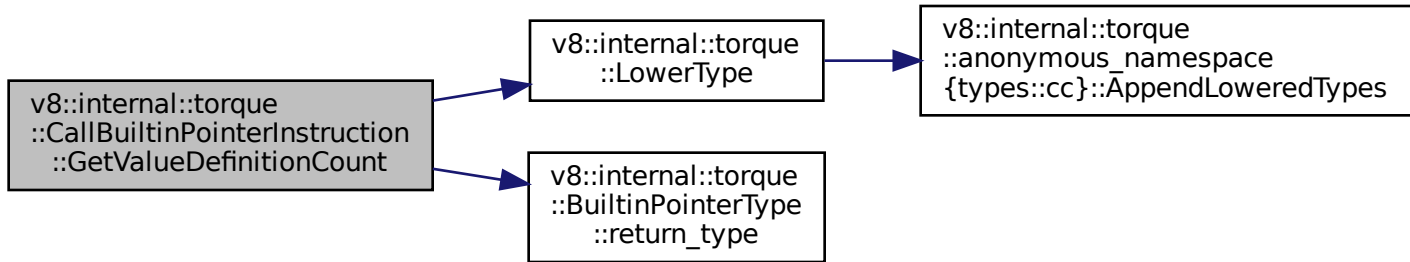 v8::internal::torque
::CallBuiltinPointerInstruction
::GetValueDefinitionCount
v8::internal::torque
::LowerType
v8::internal::torque
::anonymous_namespace
{types::cc}::AppendLoweredTypes
v8::internal::torque
::BuiltinPointerType
::return_type